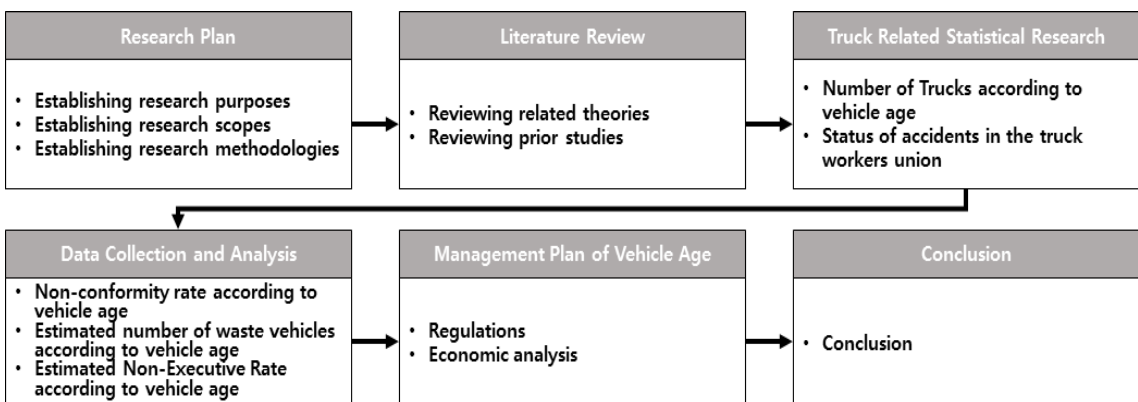 Research Plan
• Establishing research purposes
• Establishing research scopes
• Establishing research methodologies
Literature Review
• Reviewing related theories
• Reviewing prior studies
Truck Related Statistical Research
• Number of Trucks according to
vehicle age
• Status of accidents in the truck
workers union
Data Collection and Analysis
• Non-conformity rate according to
vehicle age
• Estimated number of waste vehicles
according to vehicle age
• Estimated Non-Executive Rate
according to vehicle age
Management Plan of Vehicle Age
• Regulations
• Economic analysis
Conclusion
• Conclusion